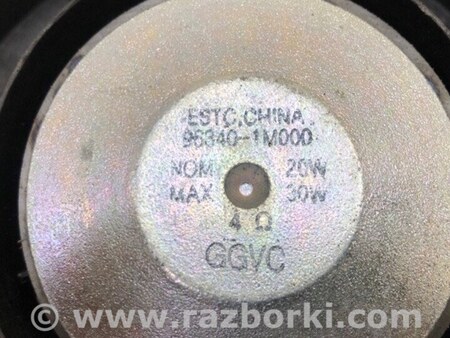 ESTC,CHINA
96340-1M000
NOM 20W
MAX 30W
4 Ω
GGVC
www.razborki.com